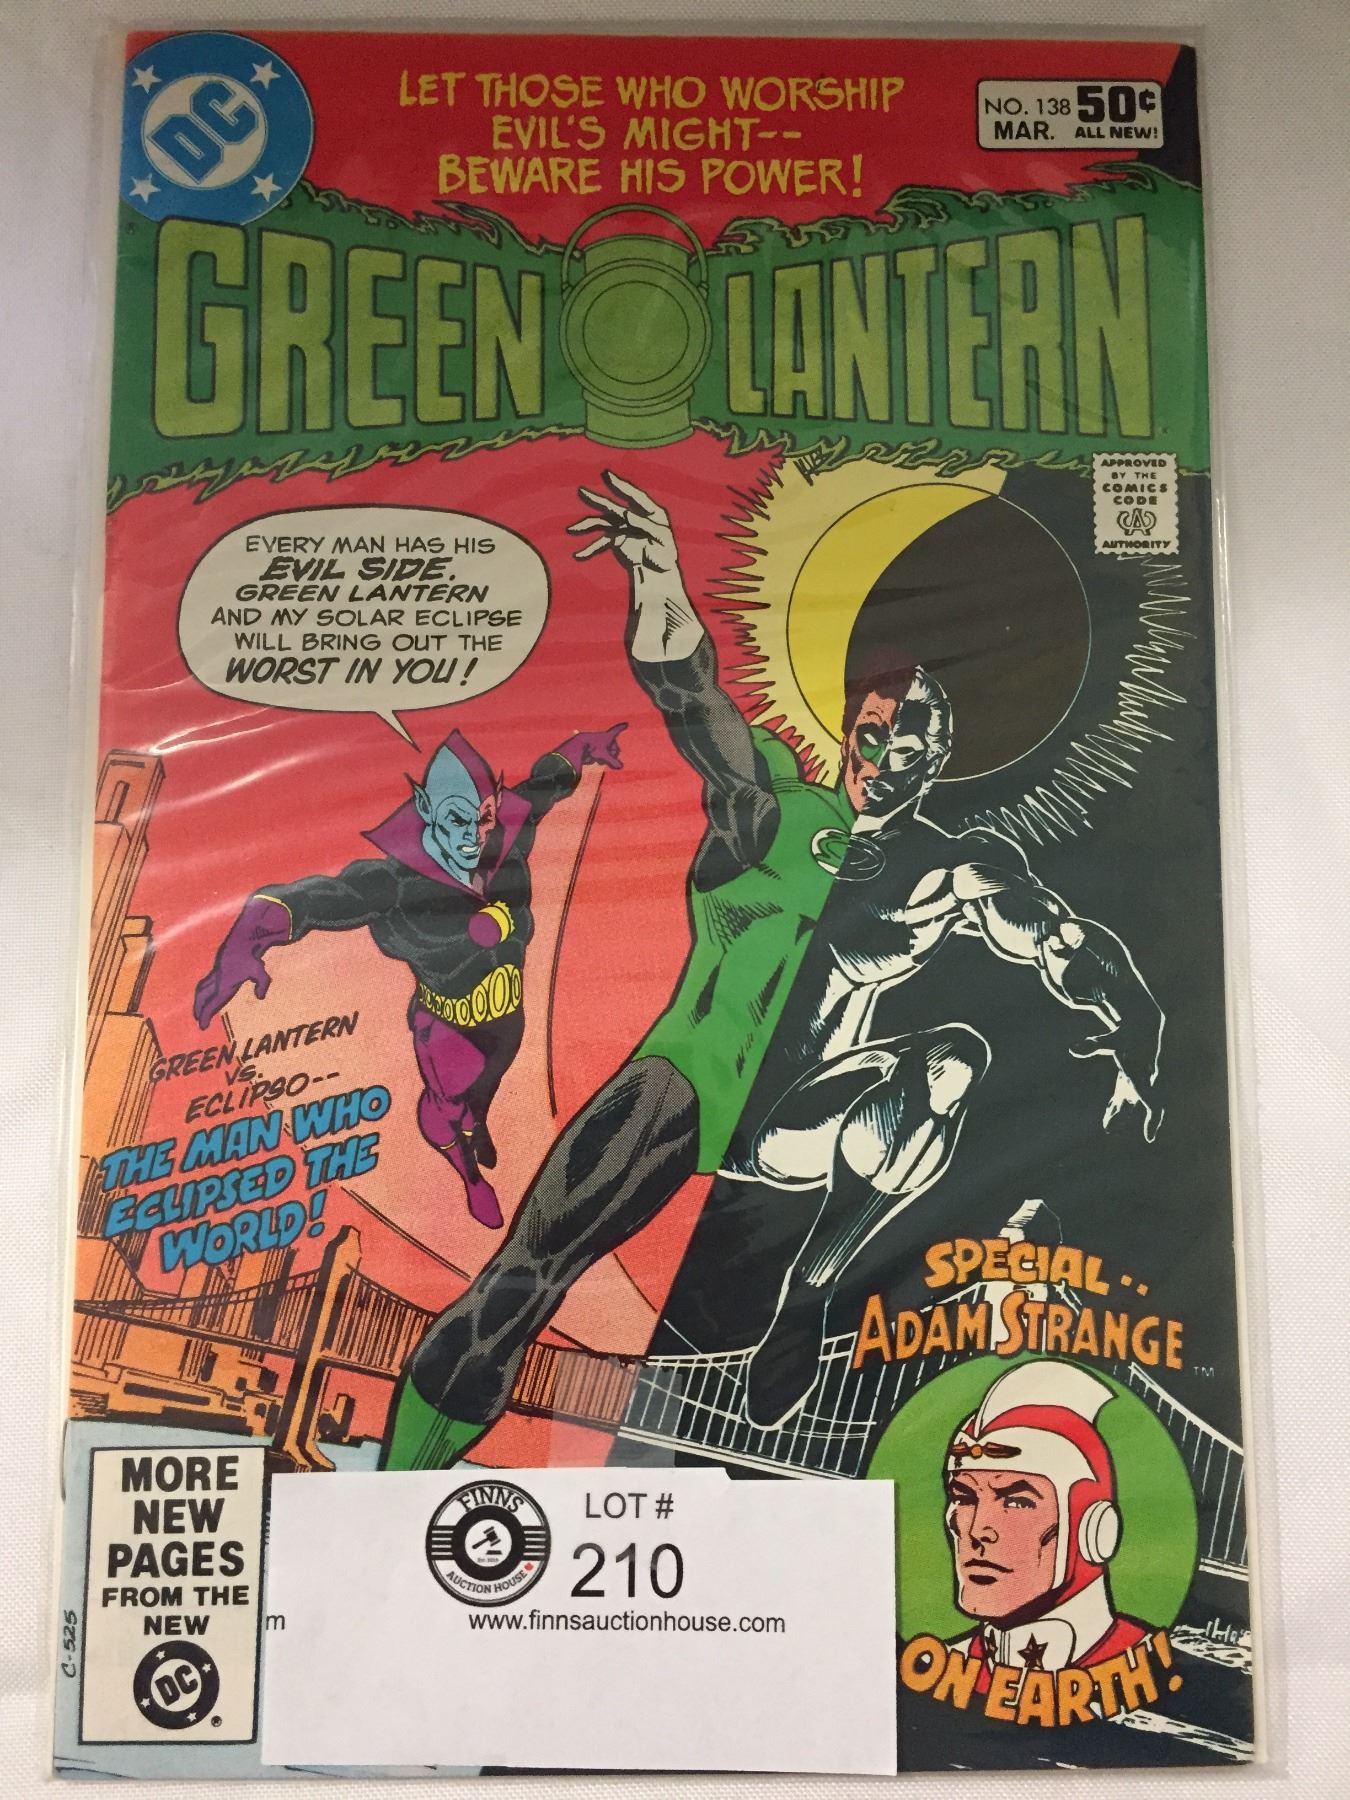 DC
LET THOSE WHO WORSHIP
EVIL'S MIGHT--
BEWARE HIS POWER!
NO. 138 50¢
MAR. ALL NEW!
GREEN LANTERN
APPROVED
BY THE
COMICS
CODE
CA
AUTHORITY
EVERY MAN HAS HIS
EVIL SIDE.
GREEN LANTERN
AND MY SOLAR ECLIPSE
WILL BRING OUT THE
WORST IN YOU!
GREEN LANTERN
VS.
ECLIPSO--
THE MAN WHO
ECLIPSED THE
WORLD!
SPECIAL··
ADAM STRANGE
TM
ON EARTH!
MORE
NEW
PAGES
FROM THE
NEW
DC
®
C-525
FINNS
AUCTION HOUSE
LOT #
210
m
www.finnsauctionhouse.com